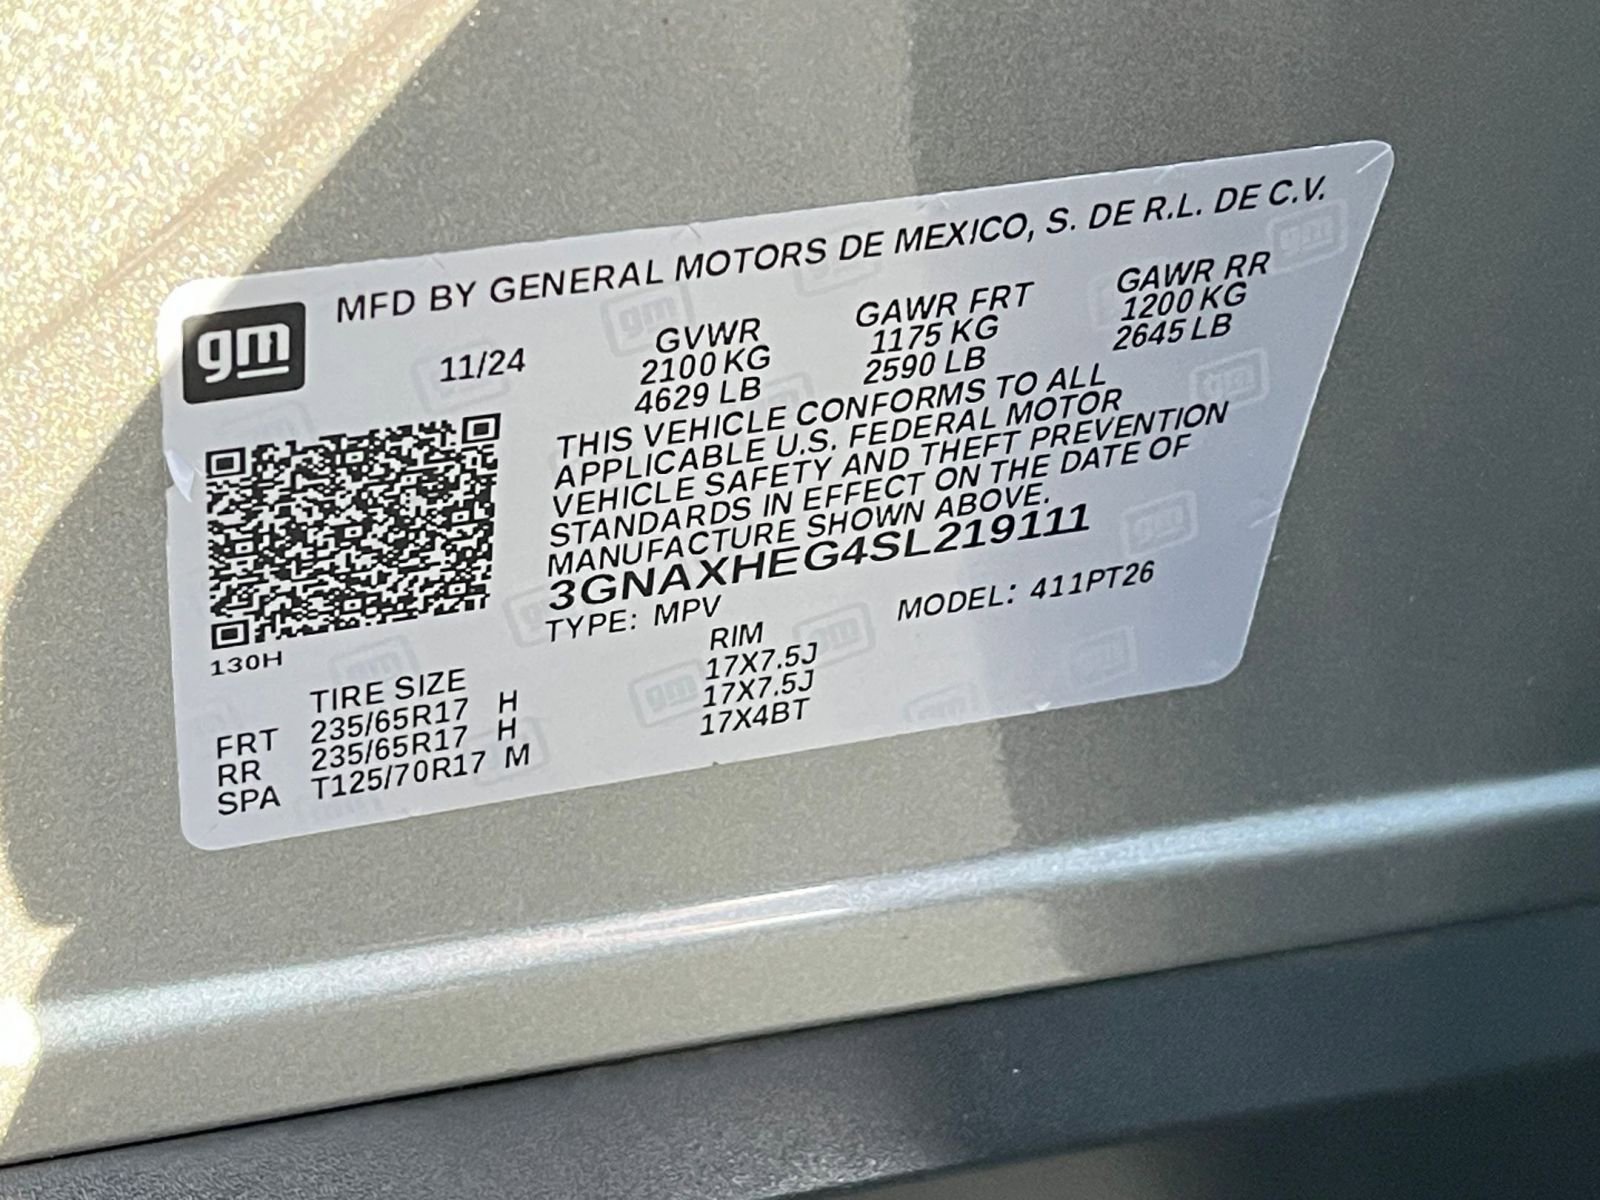 MFD BY GENERAL MOTORS DE MEXICO, S. DE R.L. DE C.V.
gm
11/24
GVWR GAWR FRT GAWR RR
2100 KG 1175 KG 1200 KG
4629 LB 2590 LB 2645 LB
THIS VEHICLE CONFORMS TO ALL
APPLICABLE U.S. FEDERAL MOTOR
VEHICLE SAFETY AND THEFT PREVENTION
STANDARDS IN EFFECT ON THE DATE OF
MANUFACTURE SHOWN ABOVE.
3GNAXHEG4SL219111
TYPE: MPV MODEL: 411PT26
130H
TIRE SIZE RIM
FRT 235/65R17 H 17X7.5J
RR 235/65R17 H 17X7.5J
SPA T125/70R17 M 17X4BT